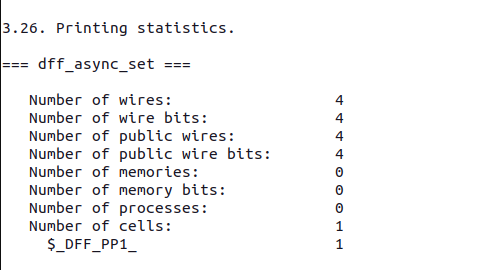 3.26. Printing statistics.
=== dff_async_set ===
Number of wires: 4
Number of wire bits: 4
Number of public wires: 4
Number of public wire bits: 4
Number of memories: 0
Number of memory bits: 0
Number of processes: 0
Number of cells: 1
$_DFF_PP1_ 1